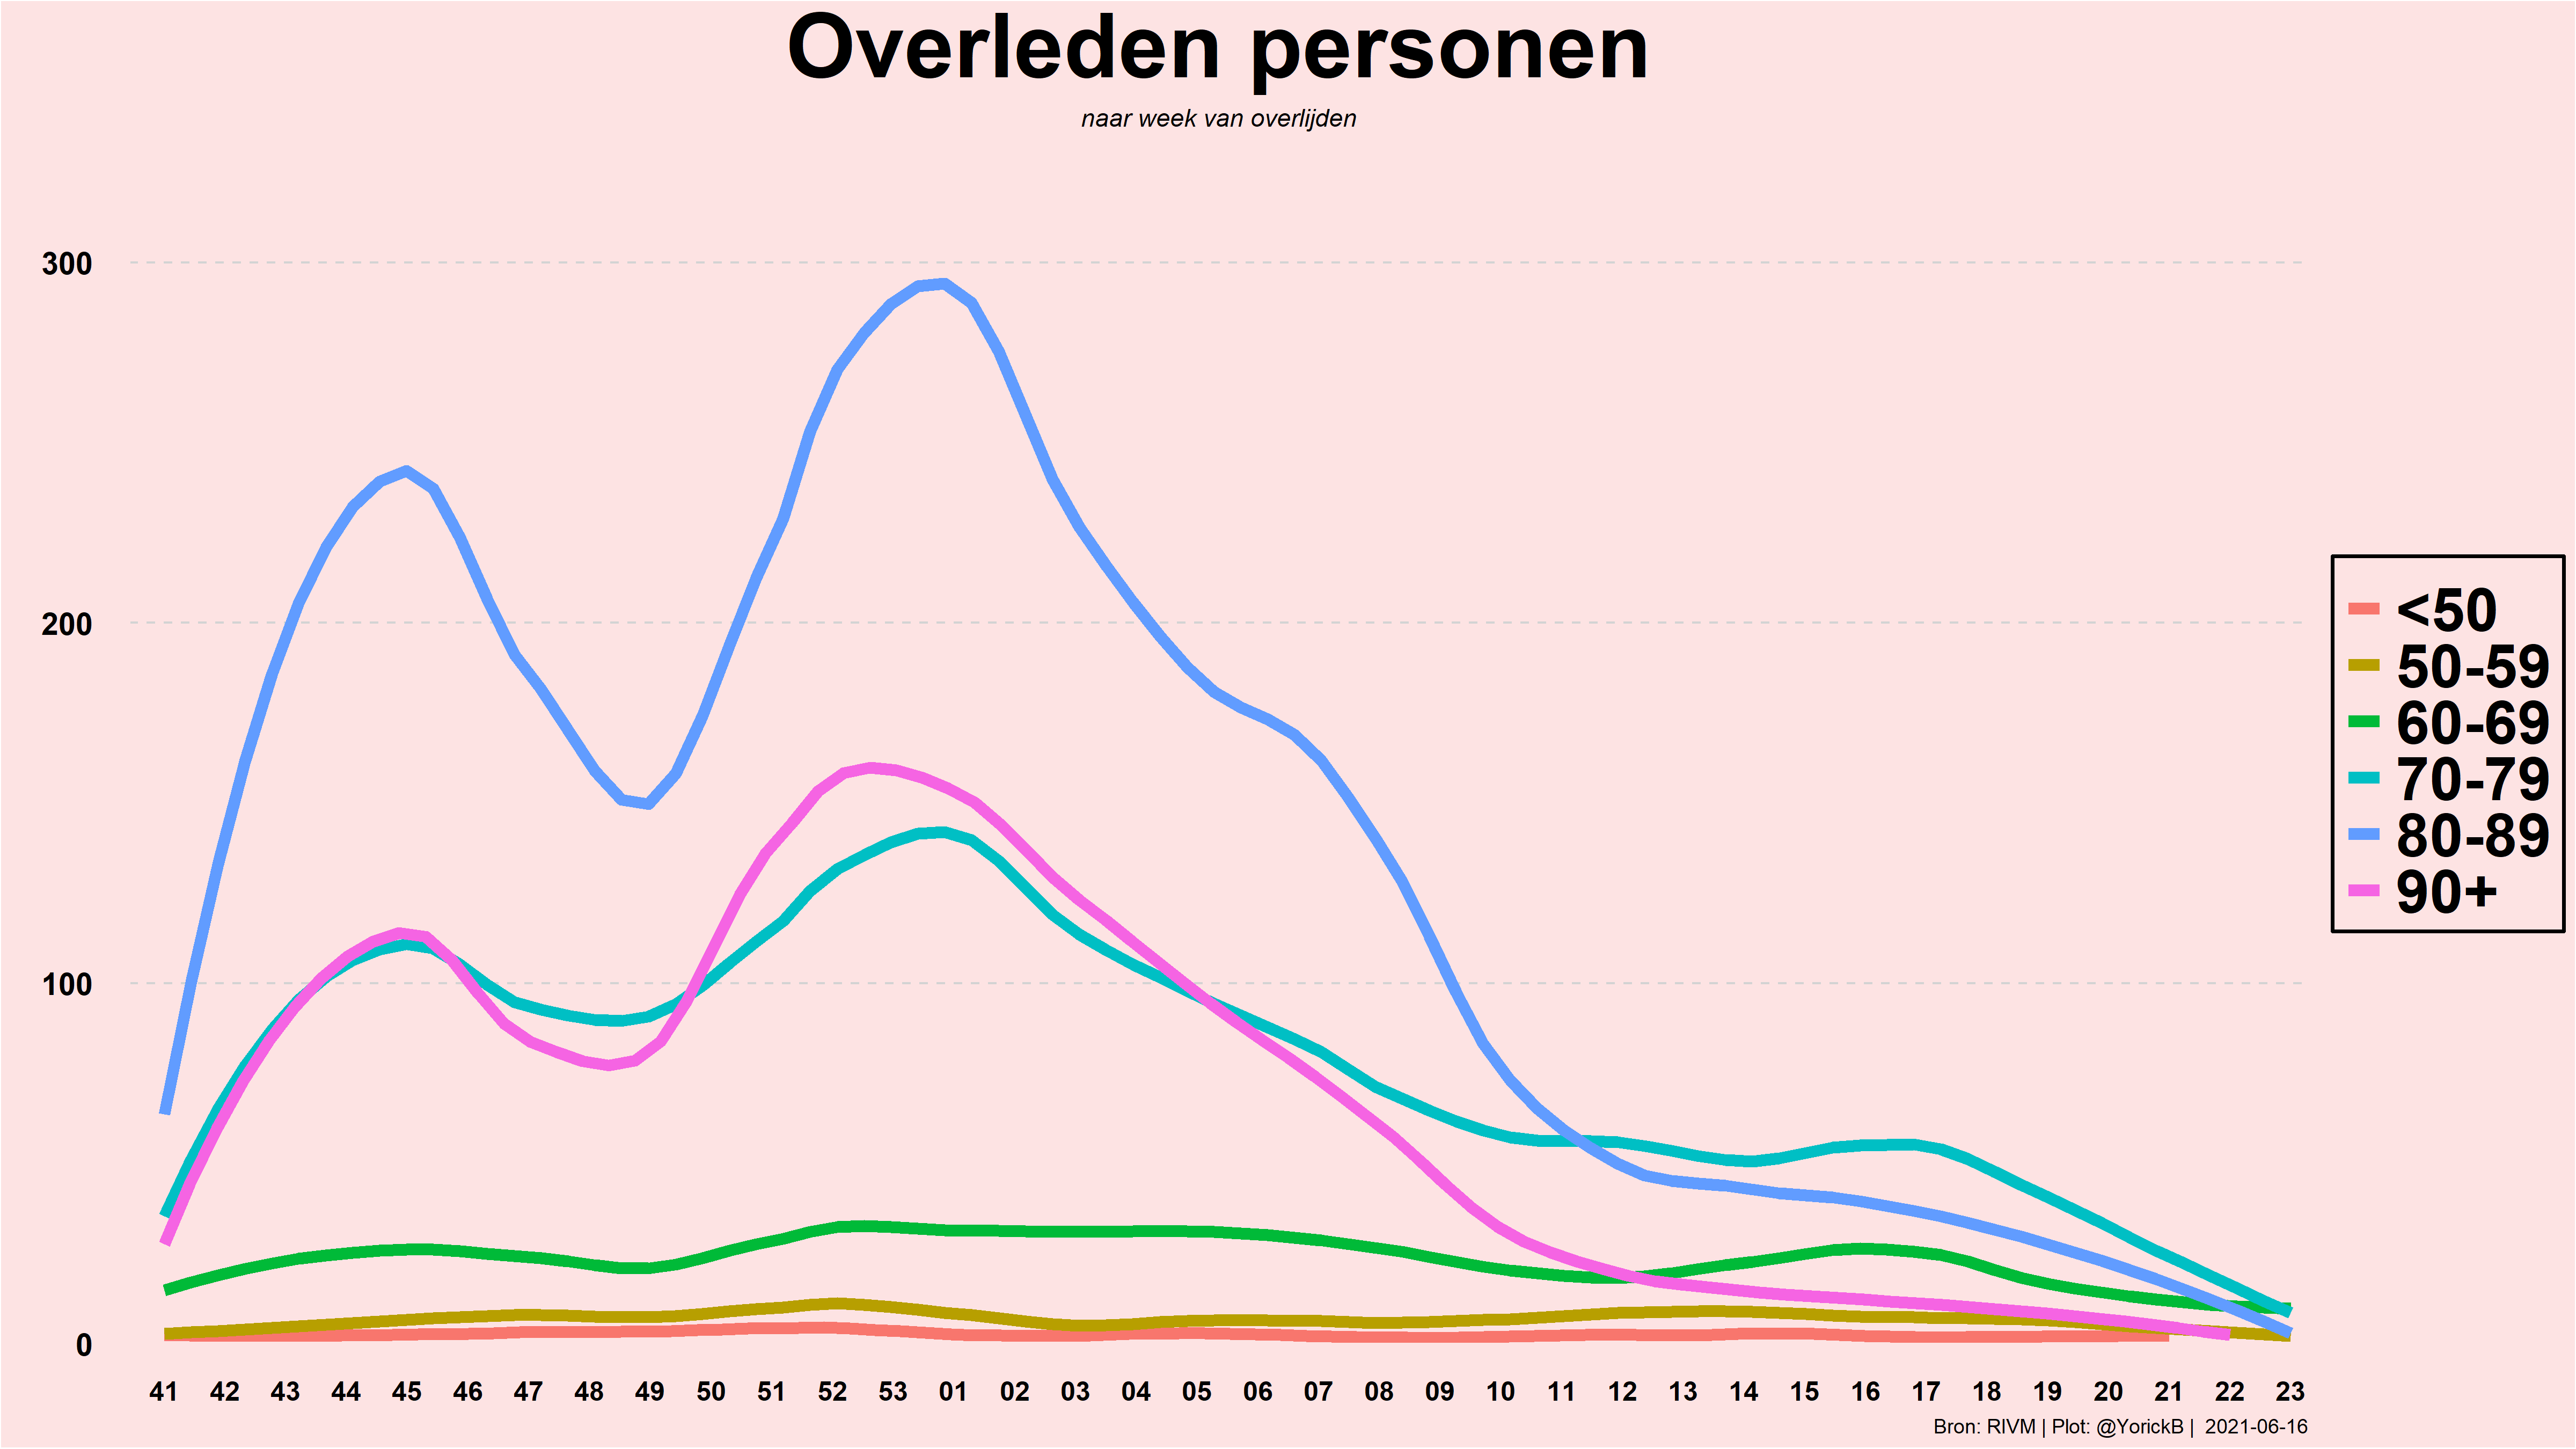 Overleden personen
naar week van overlijden
300
200
100
0
<50
50-59
60-69
70-79
80-89
90+
41 42 43 44 45 46 47 48 49 50 51 52 53 01 02 03 04 05 06 07 08 09 10 11 12 13 14 15 16 17 18 19 20 21 22 23
Bron: RIVM | Plot: @YorickB | 2021-06-16